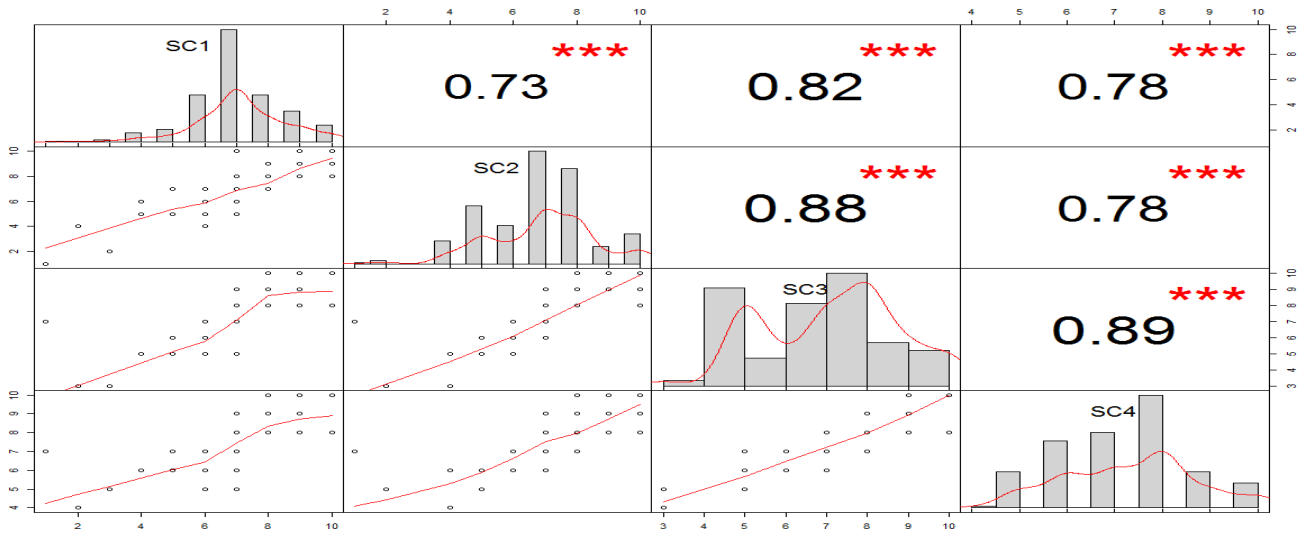 2 4 6 8 10 4 5 6 7 8 9 10
SC1
0.73 ***
0.82 ***
0.78 ***
2 4 6 8 10
2 4 6 8 10
SC2
0.88 ***
0.78 ***
SC3
0.89 ***
3 4 5 6 7 8 9 10
4 5 6 7 8 9 10
SC4
2 4 6 8 10 3 4 5 6 7 8 9 10